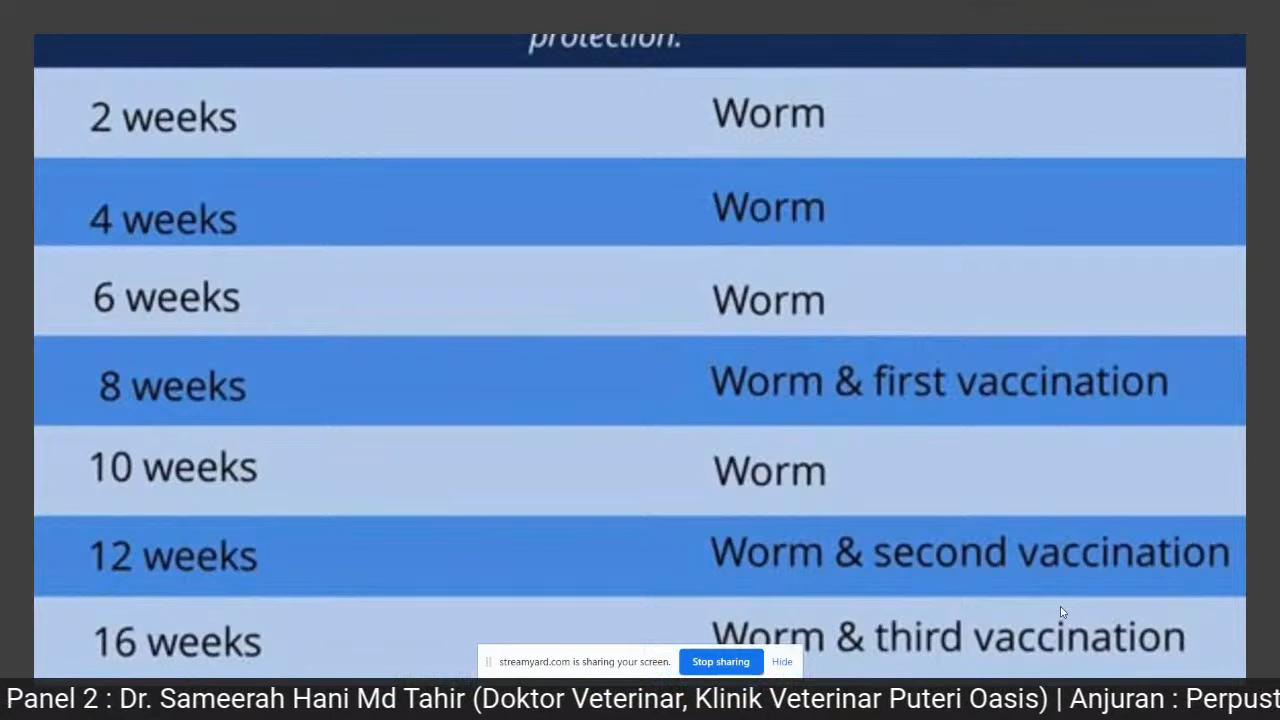 protection.
2 weeks Worm
4 weeks Worm
6 weeks Worm
8 weeks Worm & first vaccination
10 weeks Worm
12 weeks Worm & second vaccination
16 weeks Worm & third vaccination
streamyard.com is sharing your screen. Stop sharing Hide
Panel 2 : Dr. Sameerah Hani Md Tahir (Doktor Veterinar, Klinik Veterinar Puteri Oasis) | Anjuran : Perpust